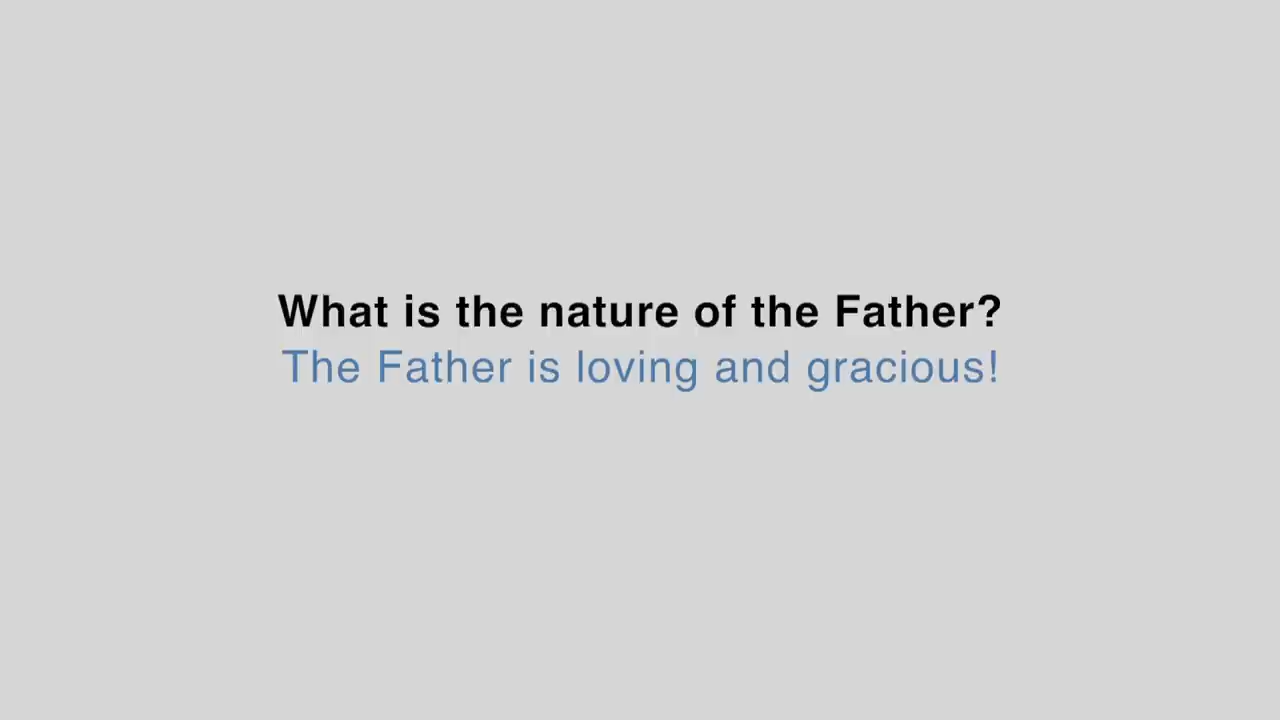 What is the nature of the Father?
The Father is loving and gracious!